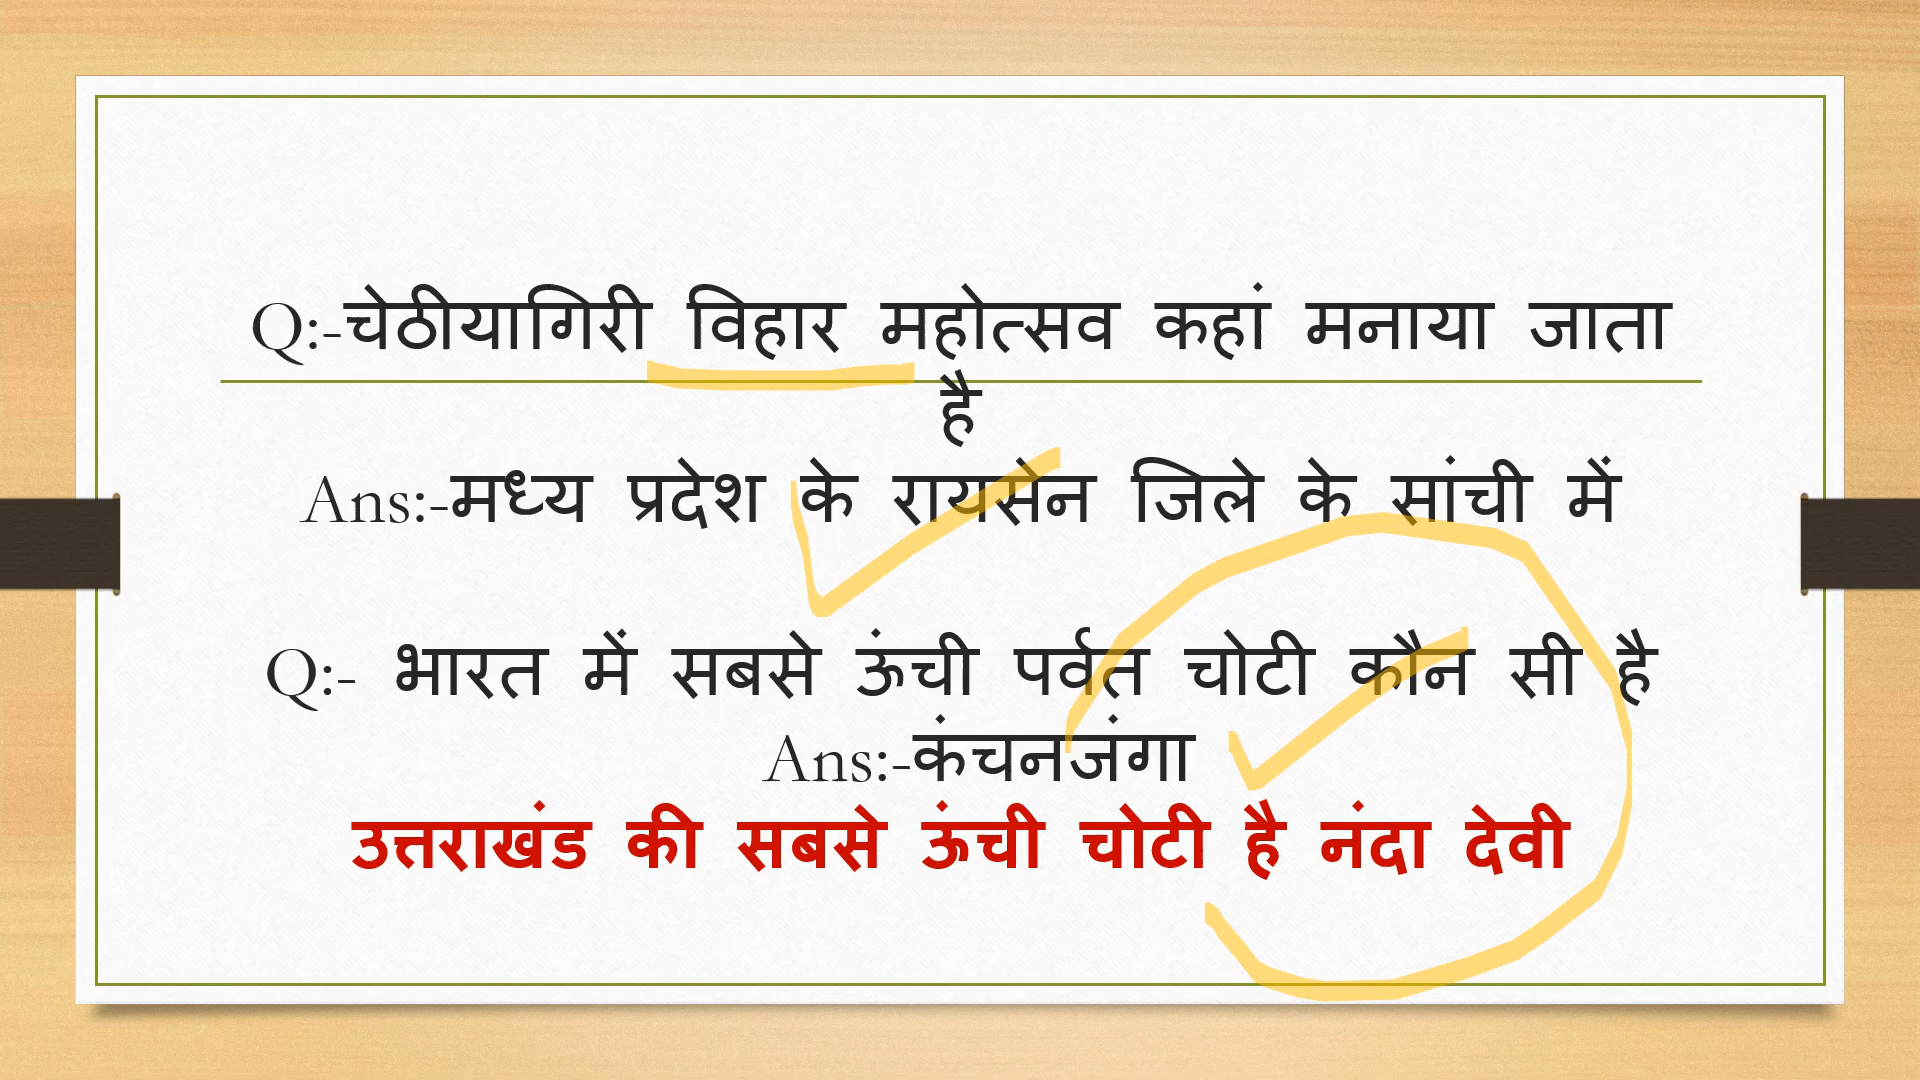 Q:-चेठीयागिरी विहार महोत्सव कहां मनाया जाता
है
Ans:-मध्य प्रदेश के रायसेन जिले के सांची में
Q:- भारत में सबसे ऊंची पर्वत चोटी कौन सी है
Ans:-कंचनजंगा
उत्तराखंड की सबसे ऊंची चोटी है नंदा देवी